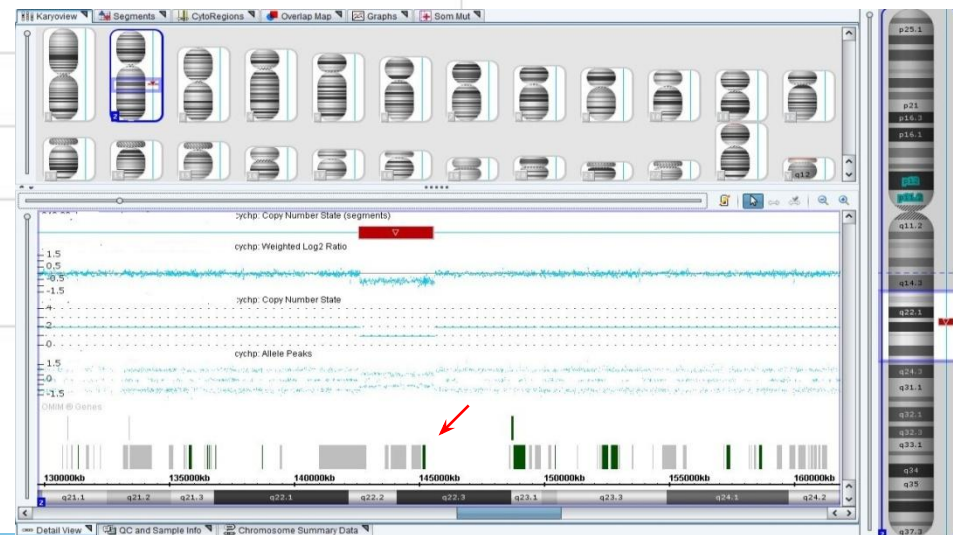 Karyoview Segments CytoRegions Overlap Map Graphs Som Mut
2
q12
:ychp: Copy Number State (segments)
cychp: Weighted Log2 Ratio
1.5
0.5
-0.5
-1.5
:ychp: Copy Number State
4
2
0
cychp: Allele Peaks
1.5
0
-1.5
OMIM ® Genes
130000kb 135000kb 140000kb 145000kb 150000kb 155000kb 160000kb
2 q21.1 q21.2 q21.3 q22.1 q22.2 q22.3 q23.1 q23.3 q24.1 q24.2
Detail View QC and Sample Info Chromosome Summary Data
p25.1
p21
p16.3
p16.1
q11.2
q14.3
q22.1
q24.3
q31.1
q32.1
q32.3
q33.1
q34
q35
q37.3
2